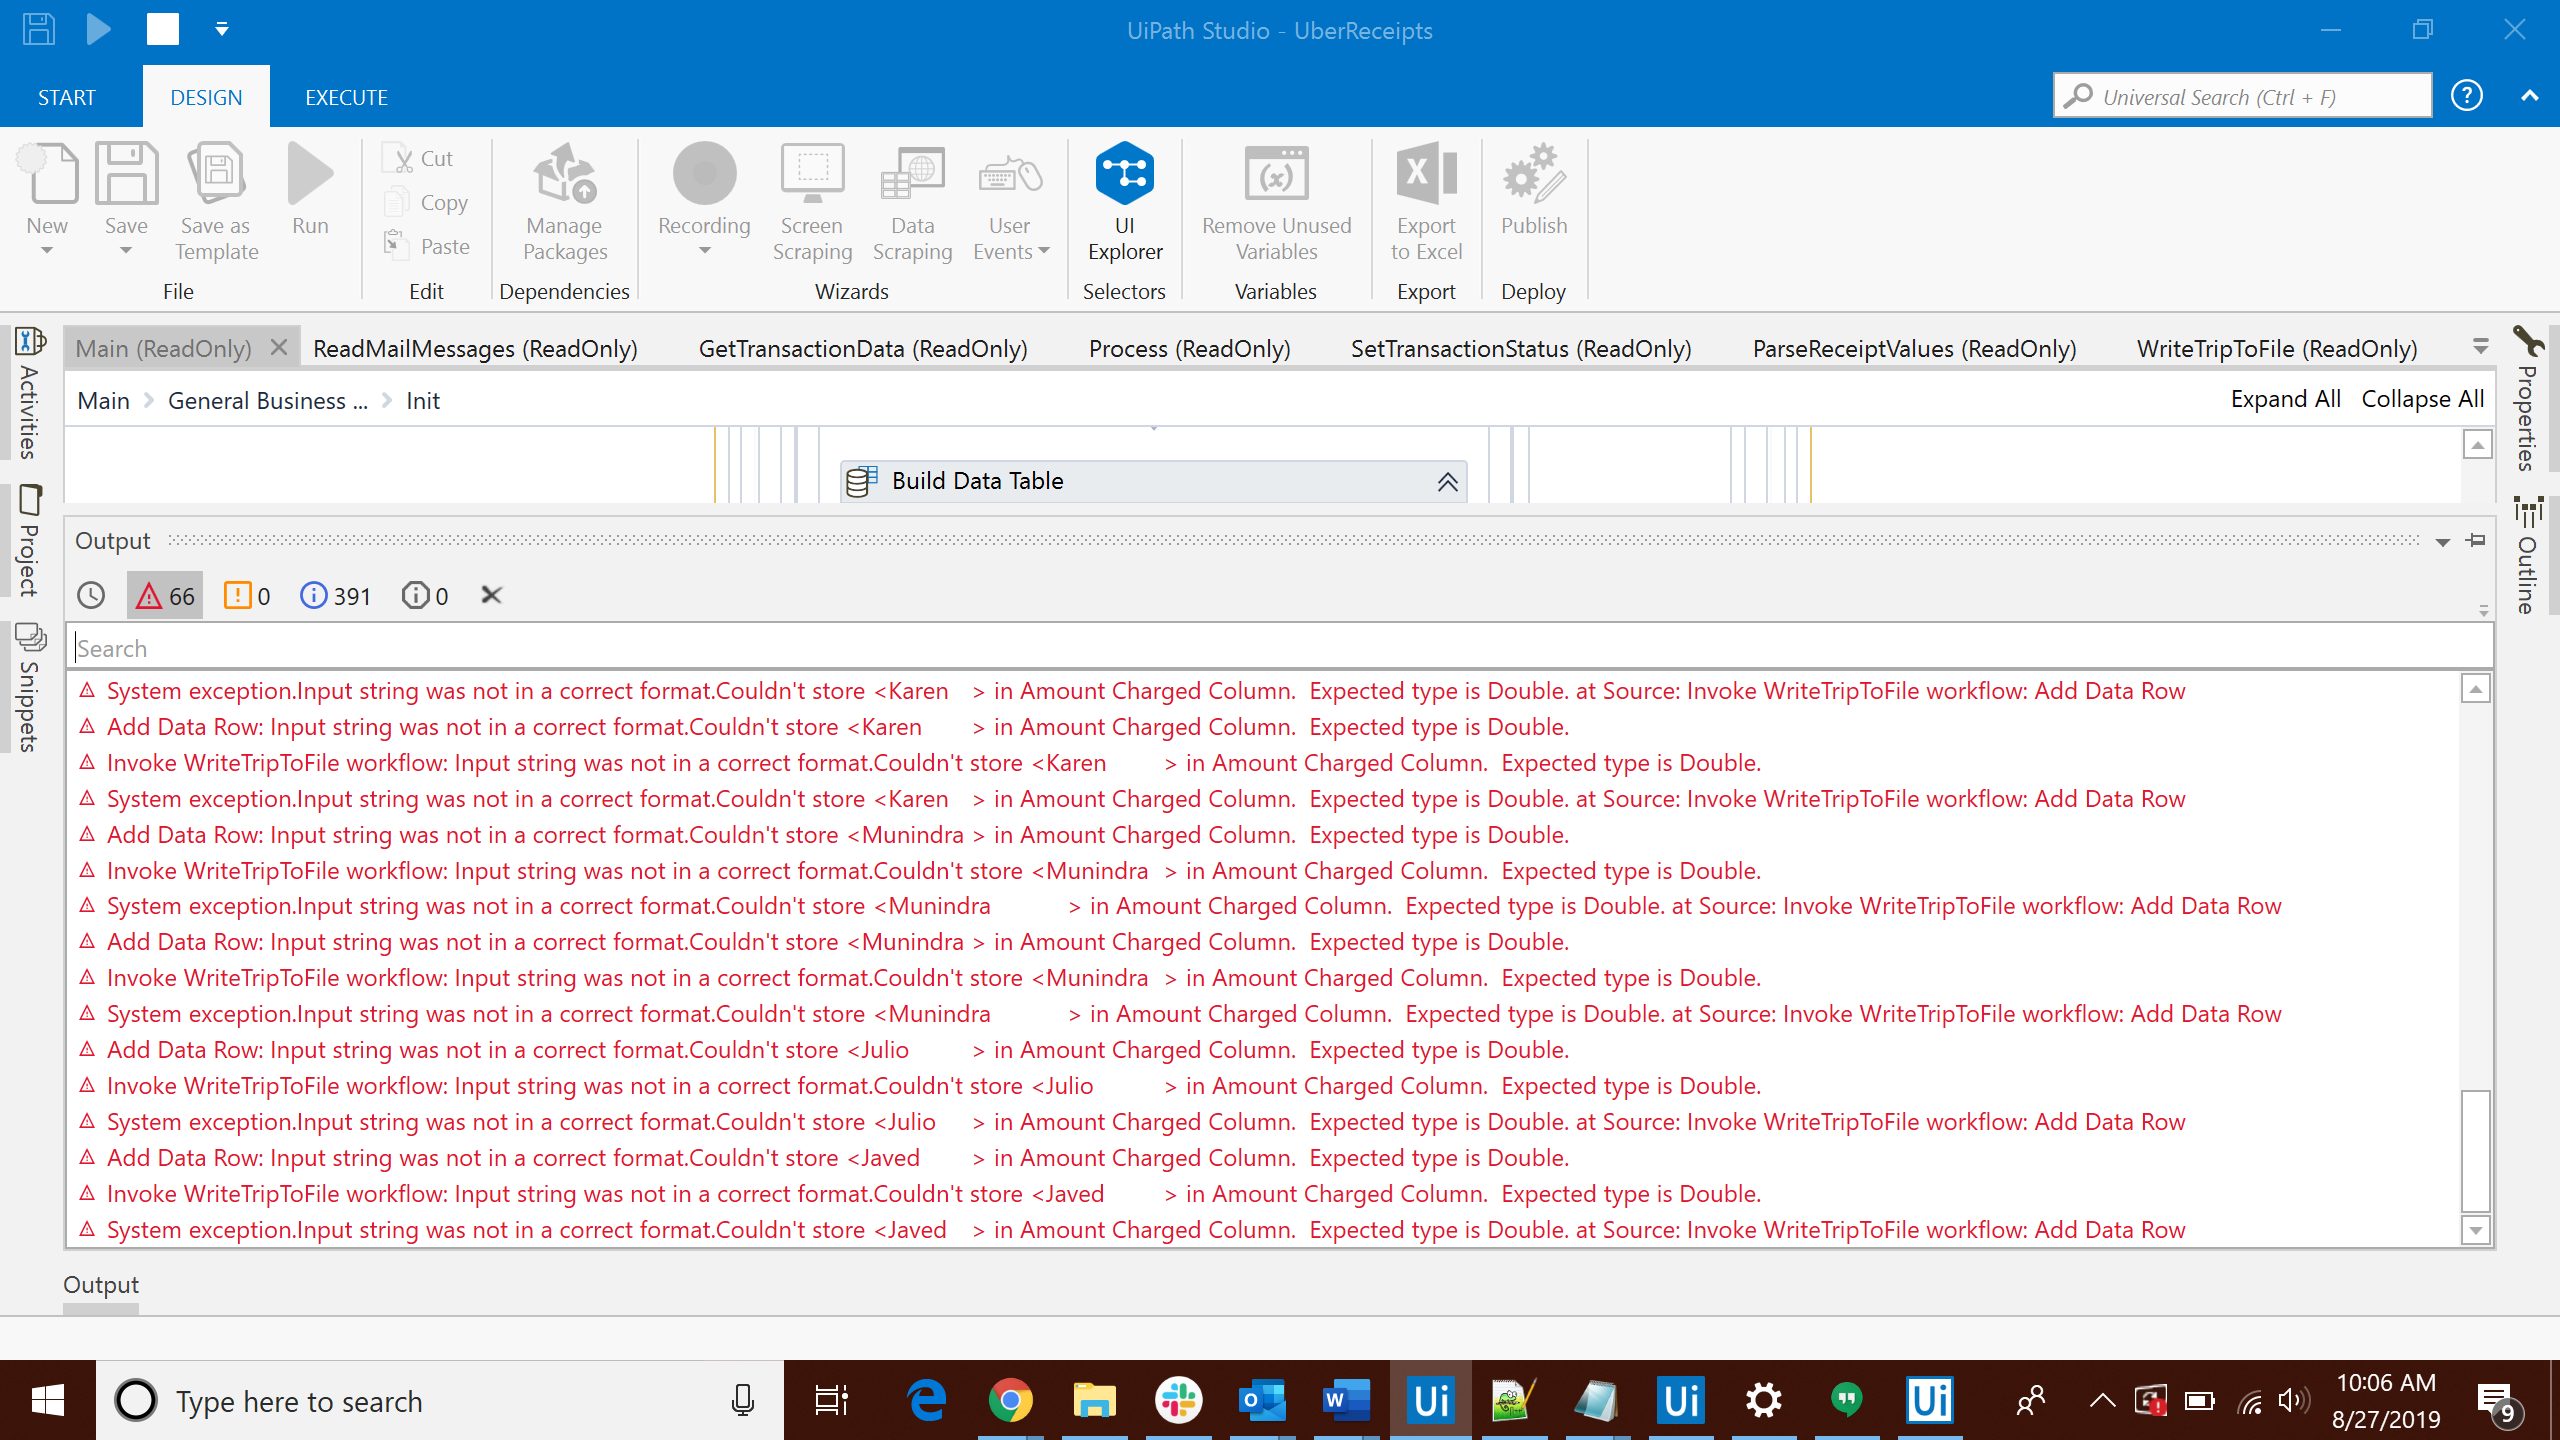 UiPath Studio - UberReceipts
START DESIGN EXECUTE Universal Search (Ctrl + F)
New Save Save as Template Run Cut Copy Paste Manage Packages Recording Screen Scraping Data Scraping User Events UI Explorer Remove Unused Variables Export to Excel Publish
File Edit Dependencies Wizards Selectors Variables Export Deploy
Main (ReadOnly) ReadMailMessages (ReadOnly) GetTransactionData (ReadOnly) Process (ReadOnly) SetTransactionStatus (ReadOnly) ParseReceiptValues (ReadOnly) WriteTripToFile (ReadOnly)
Main General Business ... Init Expand All Collapse All
Activities
Project
Snippets
Properties
Outline
Build Data Table
Output
66 0 391 0
Search
System exception.Input string was not in a correct format.Couldn't store <Karen > in Amount Charged Column. Expected type is Double. at Source: Invoke WriteTripToFile workflow: Add Data Row
Add Data Row: Input string was not in a correct format.Couldn't store <Karen > in Amount Charged Column. Expected type is Double.
Invoke WriteTripToFile workflow: Input string was not in a correct format.Couldn't store <Karen > in Amount Charged Column. Expected type is Double.
System exception.Input string was not in a correct format.Couldn't store <Karen > in Amount Charged Column. Expected type is Double. at Source: Invoke WriteTripToFile workflow: Add Data Row
Add Data Row: Input string was not in a correct format.Couldn't store <Munindra > in Amount Charged Column. Expected type is Double.
Invoke WriteTripToFile workflow: Input string was not in a correct format.Couldn't store <Munindra > in Amount Charged Column. Expected type is Double.
System exception.Input string was not in a correct format.Couldn't store <Munindra > in Amount Charged Column. Expected type is Double. at Source: Invoke WriteTripToFile workflow: Add Data Row
Add Data Row: Input string was not in a correct format.Couldn't store <Munindra > in Amount Charged Column. Expected type is Double.
Invoke WriteTripToFile workflow: Input string was not in a correct format.Couldn't store <Munindra > in Amount Charged Column. Expected type is Double.
System exception.Input string was not in a correct format.Couldn't store <Munindra > in Amount Charged Column. Expected type is Double. at Source: Invoke WriteTripToFile workflow: Add Data Row
Add Data Row: Input string was not in a correct format.Couldn't store <Julio > in Amount Charged Column. Expected type is Double.
Invoke WriteTripToFile workflow: Input string was not in a correct format.Couldn't store <Julio > in Amount Charged Column. Expected type is Double.
System exception.Input string was not in a correct format.Couldn't store <Julio > in Amount Charged Column. Expected type is Double. at Source: Invoke WriteTripToFile workflow: Add Data Row
Add Data Row: Input string was not in a correct format.Couldn't store <Javed > in Amount Charged Column. Expected type is Double.
Invoke WriteTripToFile workflow: Input string was not in a correct format.Couldn't store <Javed > in Amount Charged Column. Expected type is Double.
System exception.Input string was not in a correct format.Couldn't store <Javed > in Amount Charged Column. Expected type is Double. at Source: Invoke WriteTripToFile workflow: Add Data Row
Output
Type here to search
10:06 AM
8/27/2019
9